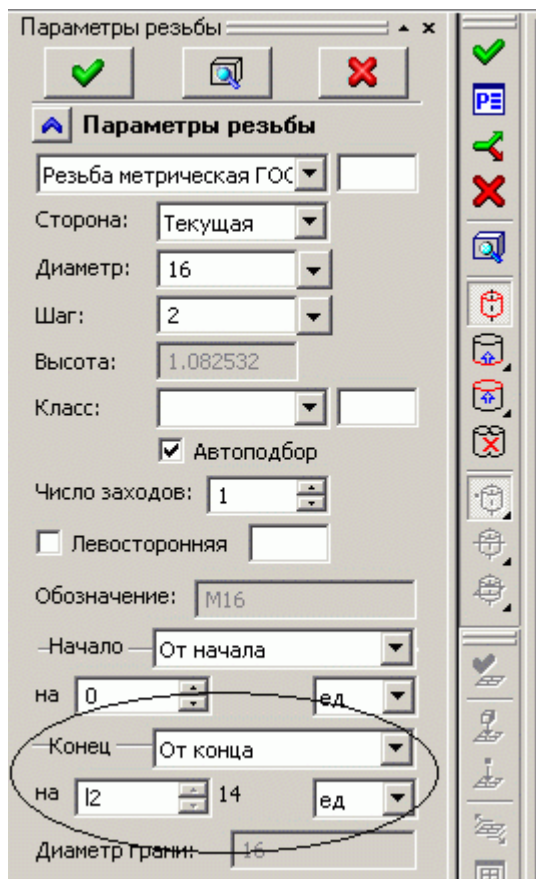 Параметры резьбы
Параметры резьбы
Резьба метрическая ГОС
Сторона: Текущая
Диаметр: 16
Шаг: 2
Высота: 1.082532
Класс:
Автоподбор
Число заходов: 1
Левосторонняя
Обозначение: М16
Начало От начала
на 0 ед
Конец От конца
на l2 14 ед
Диаметр грани: 16